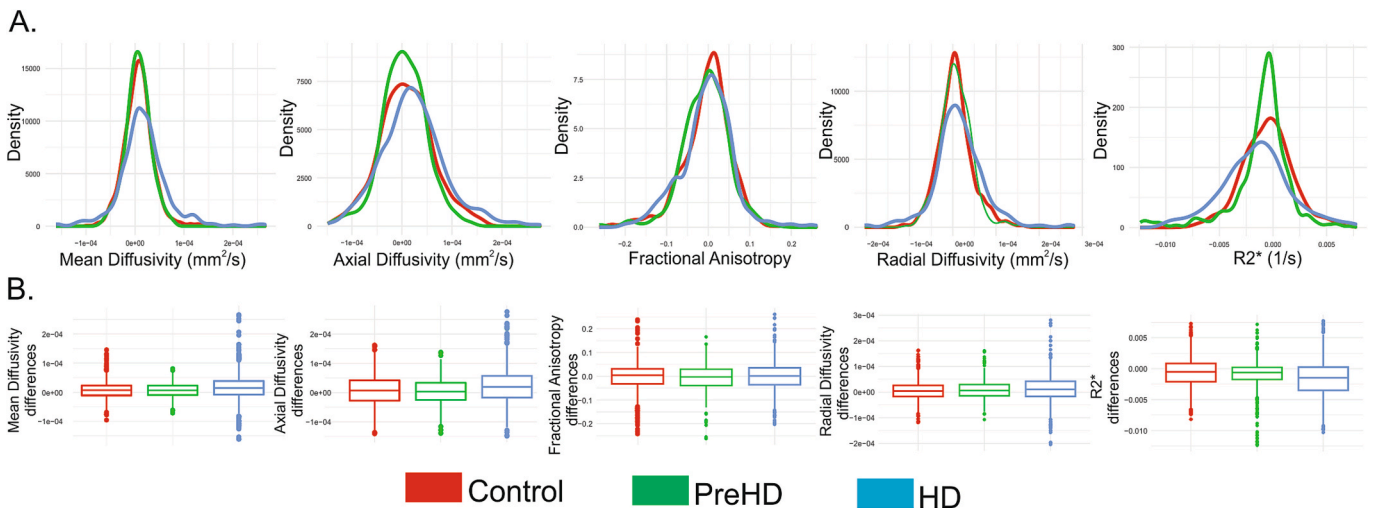 A.
Density
15000
10000
5000
0
−1e−04
0e+00
1e−04
2e−04
Mean Diffusivity (mm²/s)
Density
7500
5000
2500
0
−1e−04
0e+00
1e−04
2e−04
Axial Diffusivity (mm²/s)
Density
7.5
5.0
2.5
0.0
−0.2
−0.1
0.0
0.1
0.2
Fractional Anisotropy
Density
10000
5000
0
−2e−04
−1e−04
0e+00
1e−04
2e−04
3e−04
Radial Diffusivity (mm²/s)
Density
300
200
100
0
−0.010
−0.005
0.000
0.005
R2* (1/s)
B.
Mean Diffusivity
differences
2e−04
1e−04
0e+00
−1e−04
Axial Diffusivity
differences
2e−04
1e−04
0e+00
−1e−04
Fractional Anisotropy
differences
0.2
0.1
0.0
−0.1
−0.2
Radial Diffusivity
differences
3e−04
2e−04
1e−04
0e+00
−1e−04
−2e−04
R2*
differences
0.005
0.000
−0.005
−0.010
Control
PreHD
HD